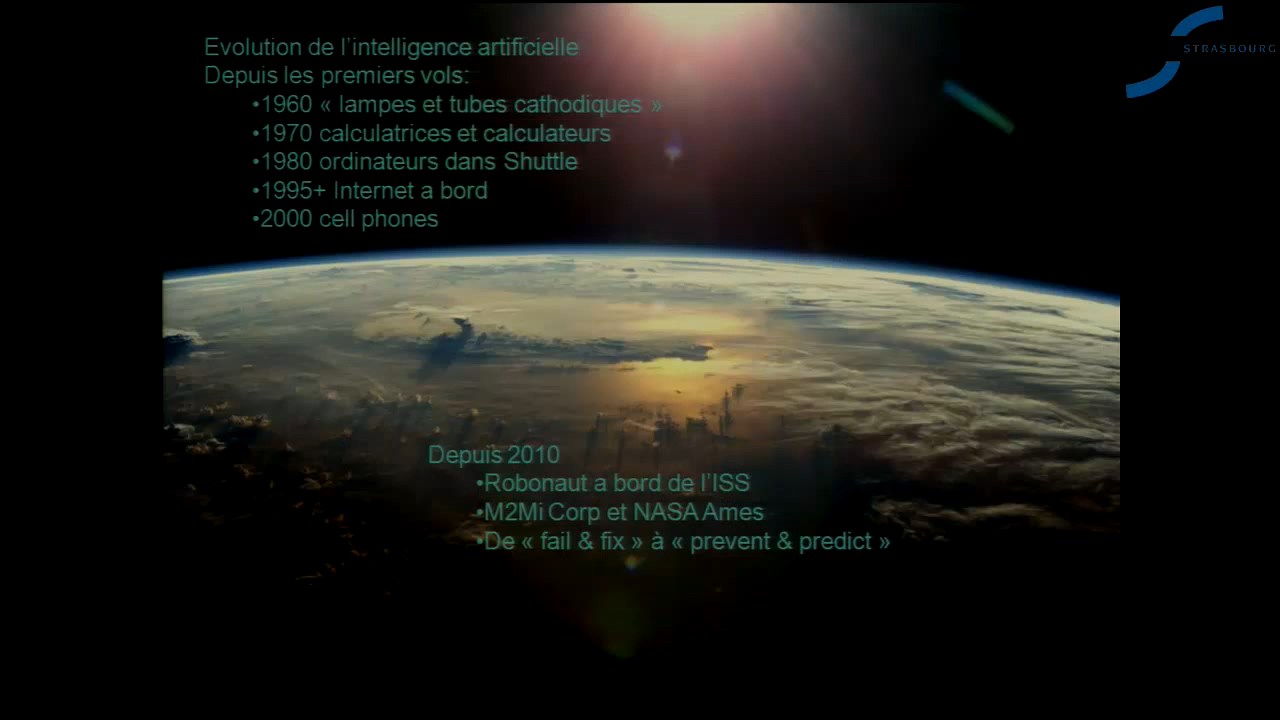 Evolution de l’intelligence artificielle
Depuis les premiers vols:
•1960 « lampes et tubes cathodiques »
•1970 calculatrices et calculateurs
•1980 ordinateurs dans Shuttle
•1995+ Internet a bord
•2000 cell phones
STRASBOURG
Depuis 2010
•Robonaut a bord de l’ISS
•M2Mi Corp et NASA Ames
•De « fail & fix » à « prevent & predict »